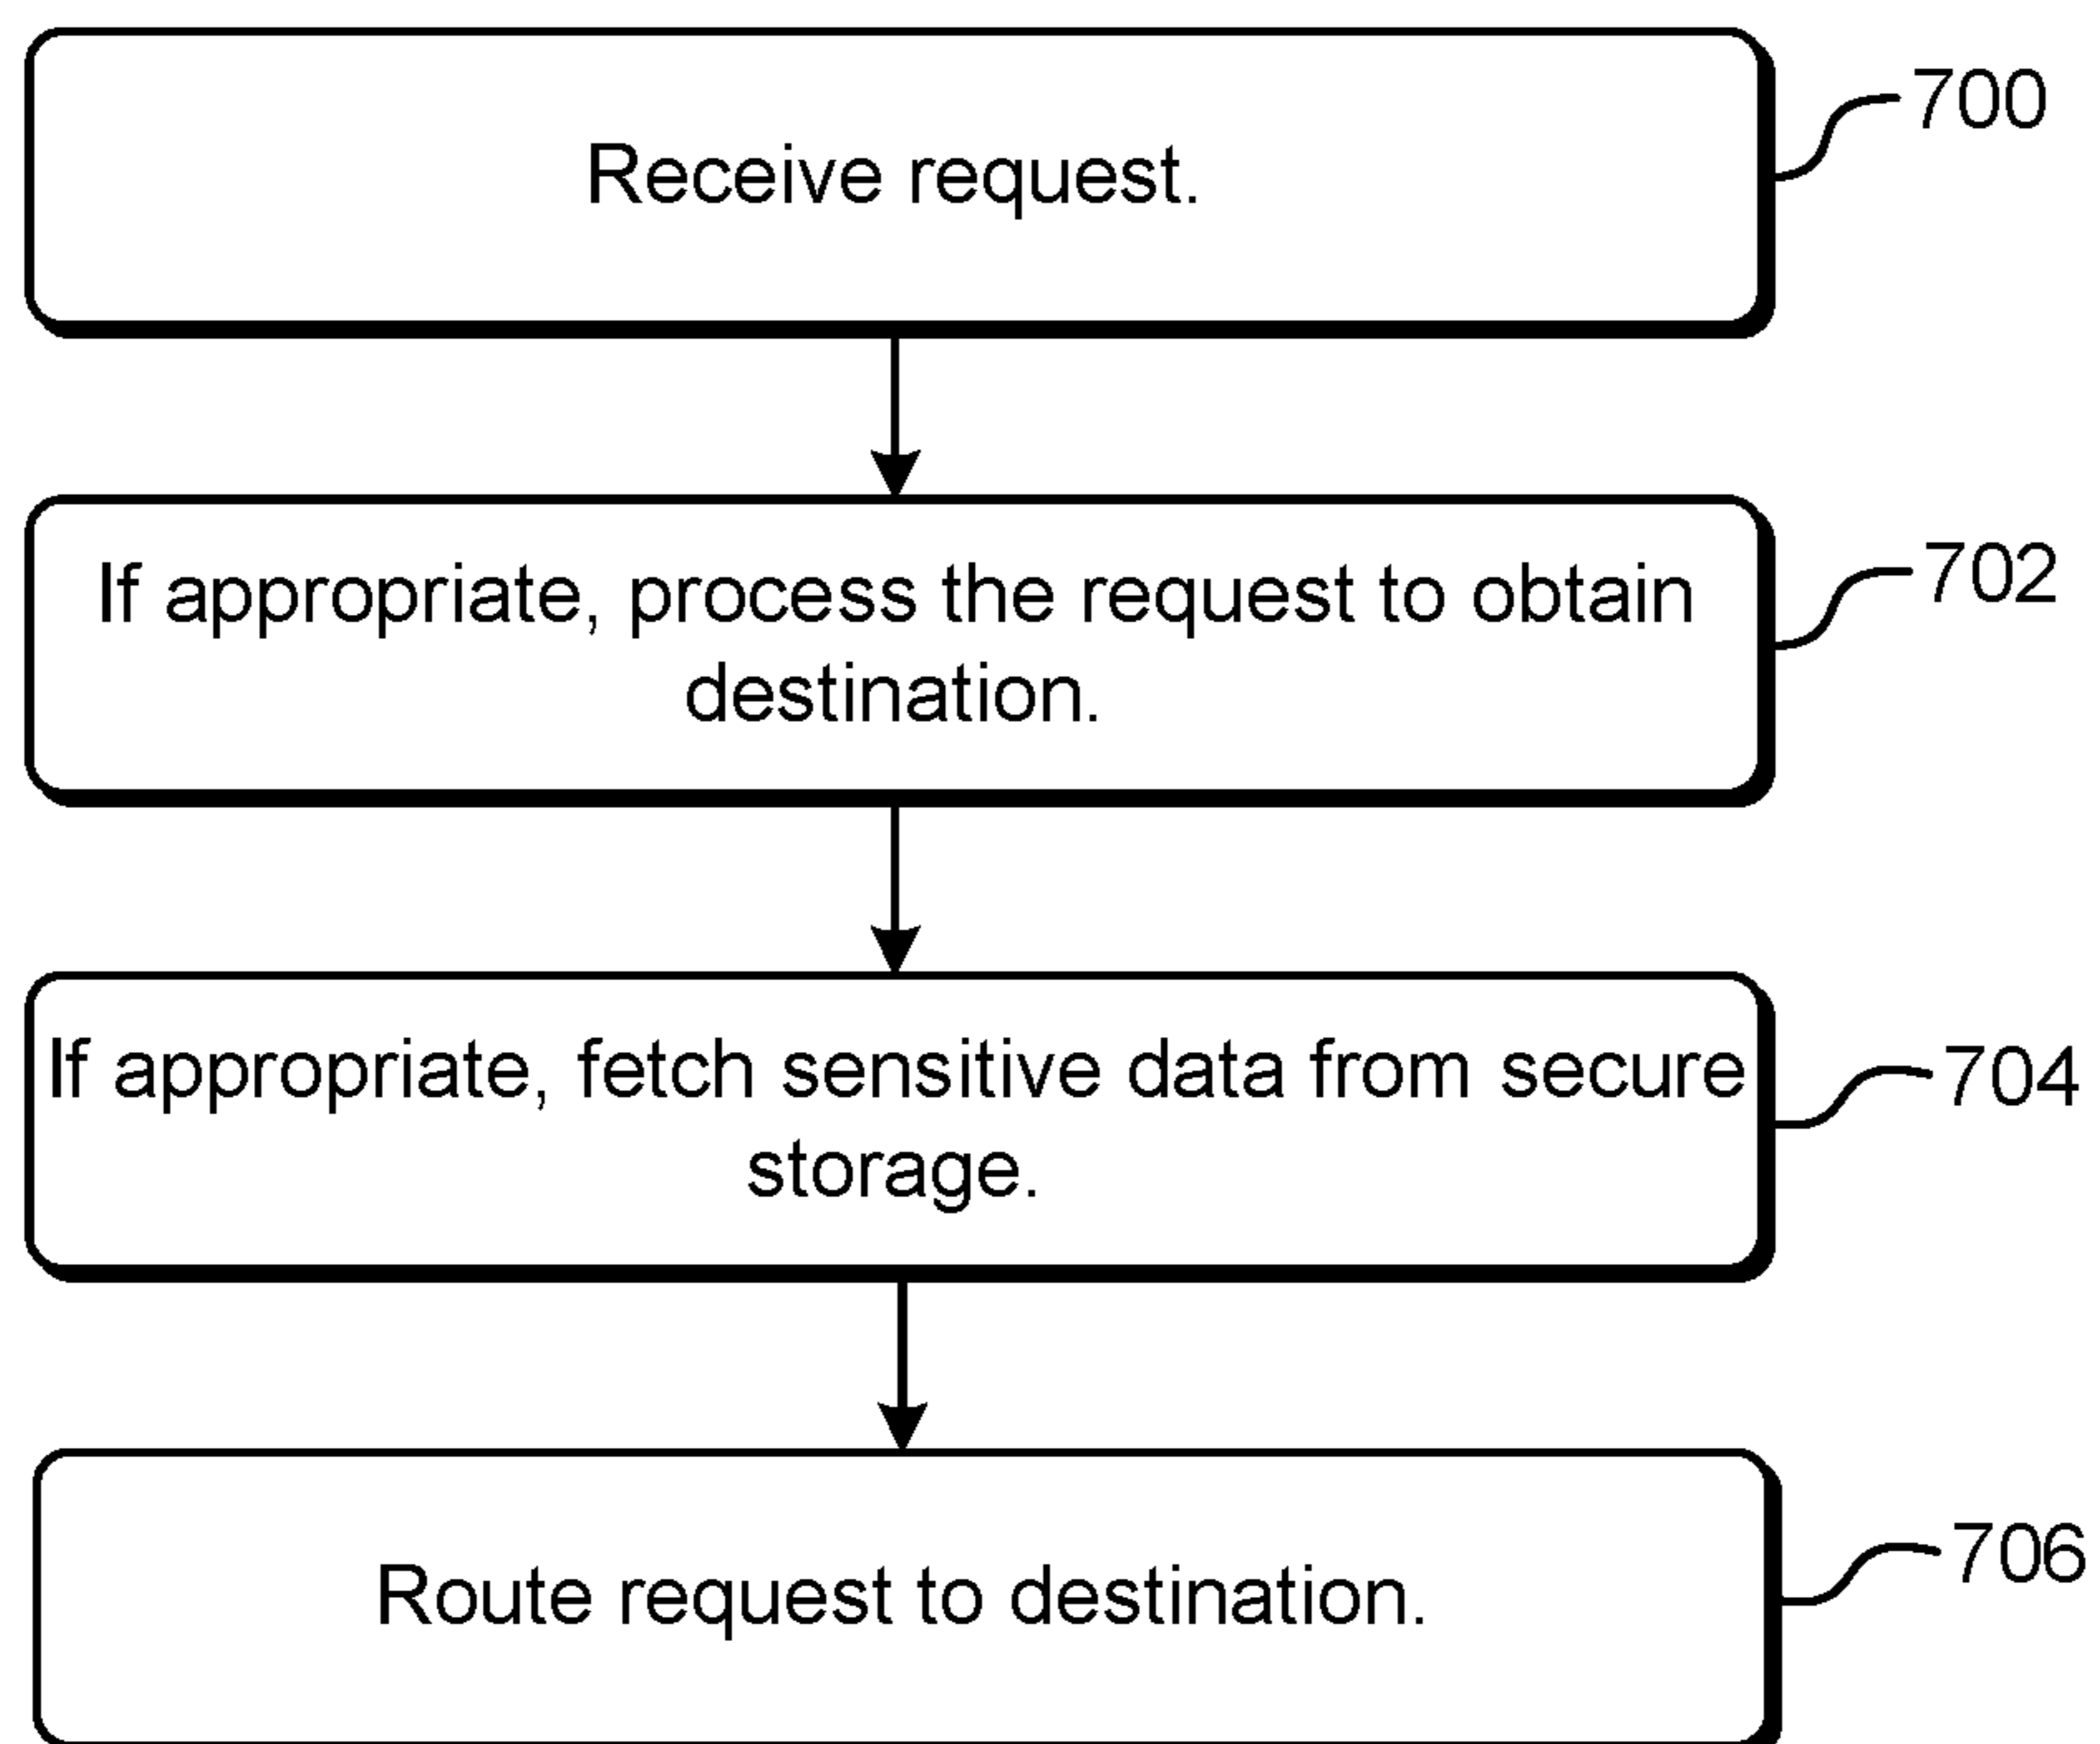 Receive request.
700
If appropriate, process the request to obtain
destination.
702
If appropriate, fetch sensitive data from secure
storage.
704
Route request to destination.
706